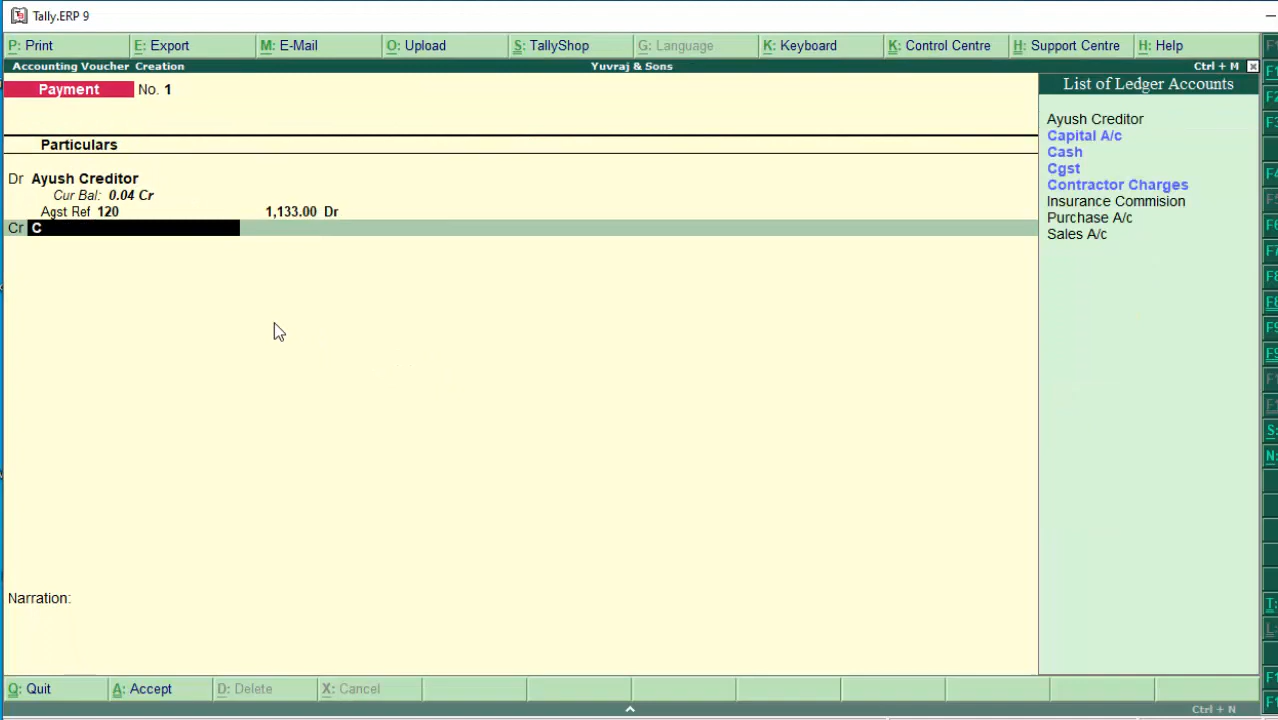 Tally.ERP 9
P: Print E: Export M: E-Mail O: Upload S: TallyShop G: Language K: Keyboard K: Control Centre H: Support Centre H: Help
Accounting Voucher Creation Yuvraj & Sons Ctrl + M
Payment No. 1
Particulars
Dr Ayush Creditor
Cur Bal: 0.04 Cr
Agst Ref 120 1,133.00 Dr
Cr C
Narration:
List of Ledger Accounts
Ayush Creditor
Capital A/c
Cash
Cgst
Contractor Charges
Insurance Commision
Purchase A/c
Sales A/c
Q: Quit A: Accept D: Delete X: Cancel
Ctrl + N